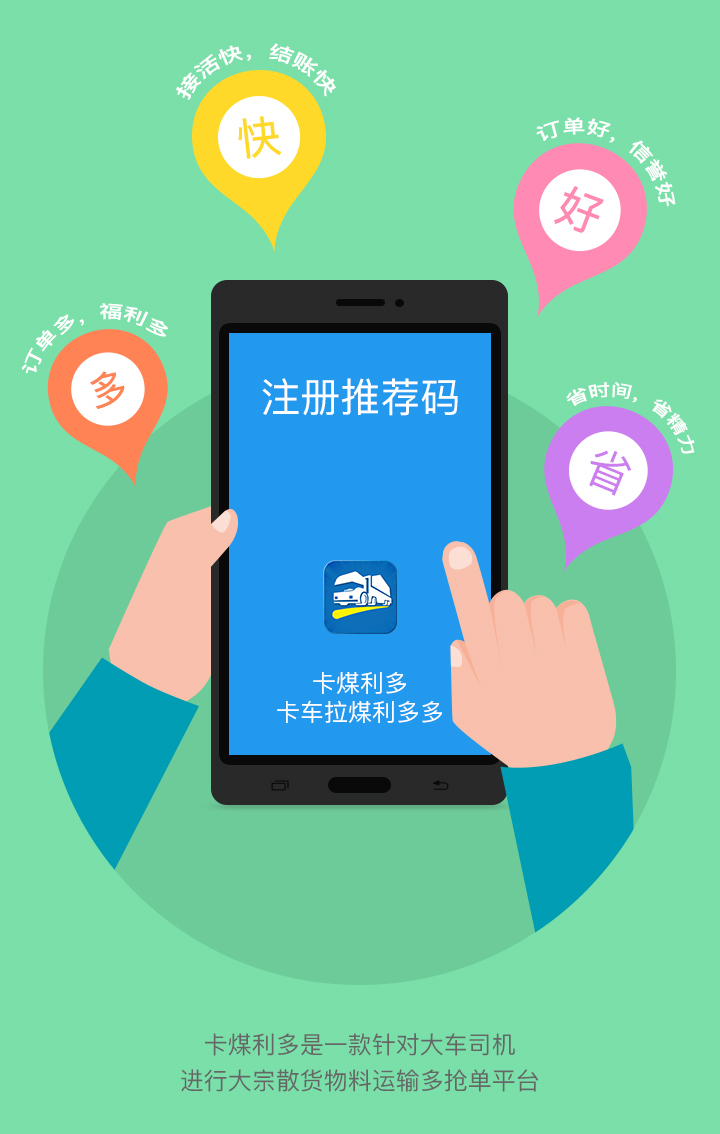 接活快，结账快
快
订单好，信誉好
好
订单多，福利多
多
省时间，省精力
省
注册推荐码
卡煤利多
卡车拉煤利多多
卡煤利多是一款针对大车司机
进行大宗散货物料运输多抢单平台